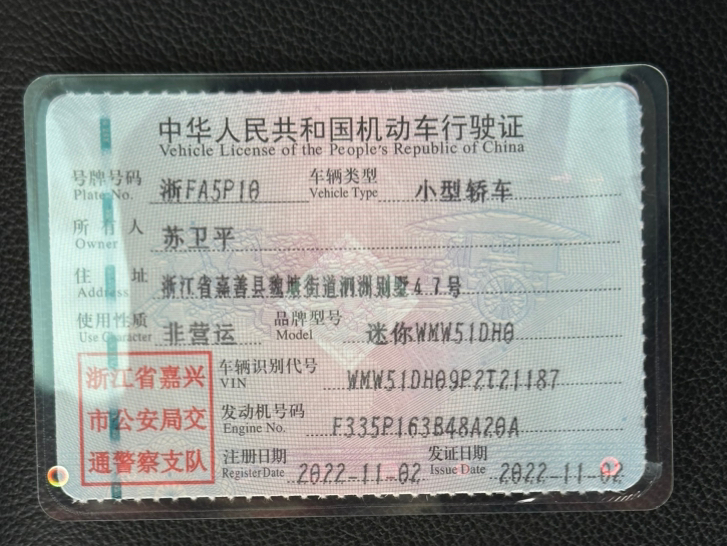 中华人民共和国机动车行驶证
Vehicle License of the People's Republic of China
号牌号码 浙FA5P10 车辆类型 小型轿车
Plate No. Vehicle Type
所有人 苏卫平
Owner
住址 浙江省嘉善县魏塘街道泗洲别墅47号
Address
使用性质 非营运 品牌型号 迷你WMW51DH0
Use Character Model
浙江省嘉兴
市公安局交
通警察支队
车辆识别代号 WMW51DH09P2T21187
VIN
发动机号码 F335P163B48A20A
Engine No.
注册日期 2022-11-02 发证日期 2022-11-02
Register Date Issue Date